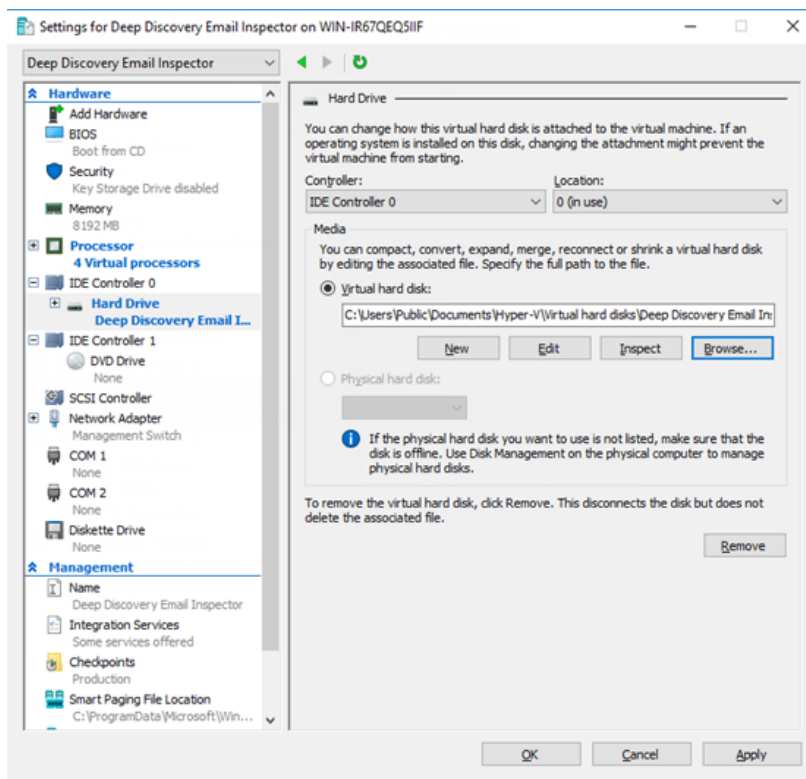 Settings for Deep Discovery Email Inspector on WIN-IR67QEQ5IIF
Deep Discovery Email Inspector
Hardware
Add Hardware
BIOS
Boot from CD
Security
Key Storage Drive disabled
Memory
8192 MB
Processor
4 Virtual processors
IDE Controller 0
Hard Drive
Deep Discovery Email I...
IDE Controller 1
DVD Drive
None
SCSI Controller
Network Adapter
Management Switch
COM 1
None
COM 2
None
Diskette Drive
None
Management
Name
Deep Discovery Email Inspector
Integration Services
Some services offered
Checkpoints
Production
Smart Paging File Location
C:\ProgramData\Microsoft\Win...
Hard Drive
You can change how this virtual hard disk is attached to the virtual machine. If an
operating system is installed on this disk, changing the attachment might prevent the
virtual machine from starting.
Controller: Location:
IDE Controller 0 0 (in use)
Media
You can compact, convert, expand, merge, reconnect or shrink a virtual hard disk
by editing the associated file. Specify the full path to the file.
Virtual hard disk:
C:\Users\Public\Documents\Hyper-V\Virtual hard disks\Deep Discovery Email In
New Edit Inspect Browse...
Physical hard disk:
If the physical hard disk you want to use is not listed, make sure that the
disk is offline. Use Disk Management on the physical computer to manage
physical hard disks.
To remove the virtual hard disk, click Remove. This disconnects the disk but does not
delete the associated file.
Remove
OK Cancel Apply